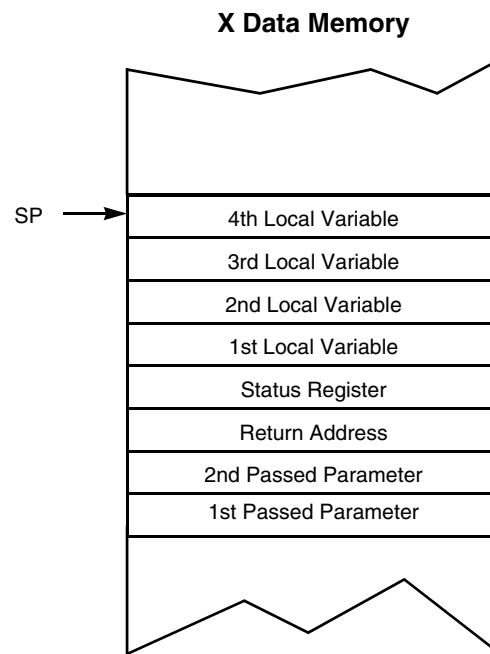 X Data Memory
SP
4th Local Variable
3rd Local Variable
2nd Local Variable
1st Local Variable
Status Register
Return Address
2nd Passed Parameter
1st Passed Parameter